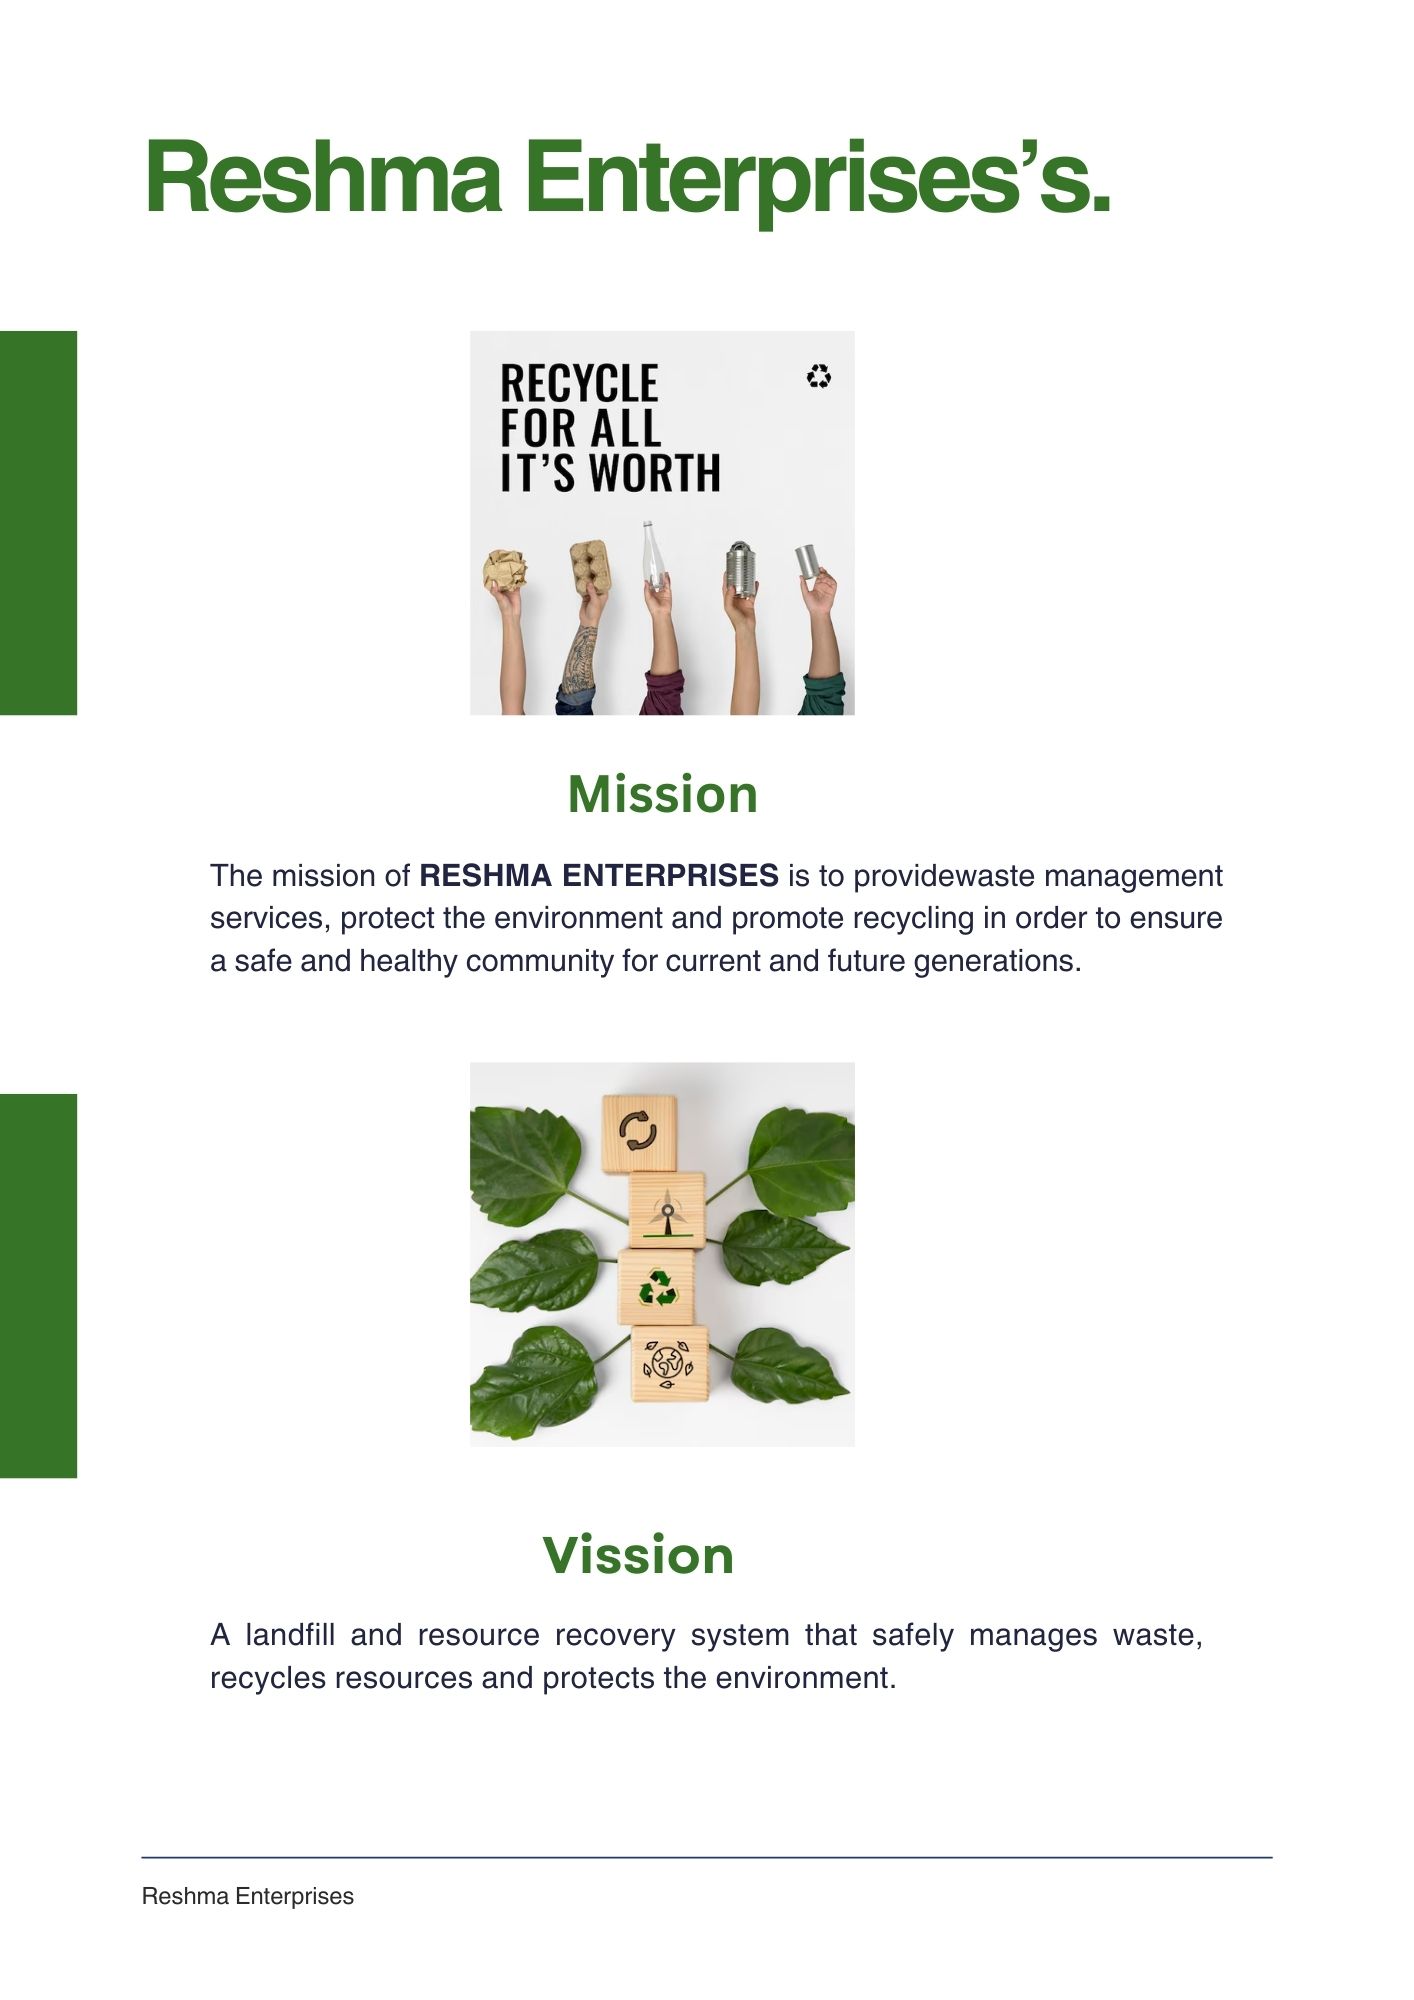 Reshma Enterprises’s.
RECYCLE
FOR ALL
IT’S WORTH
Mission
The mission of RESHMA ENTERPRISES is to providewaste management
services, protect the environment and promote recycling in order to ensure
a safe and healthy community for current and future generations.
Vission
A landfill and resource recovery system that safely manages waste,
recycles resources and protects the environment.
Reshma Enterprises